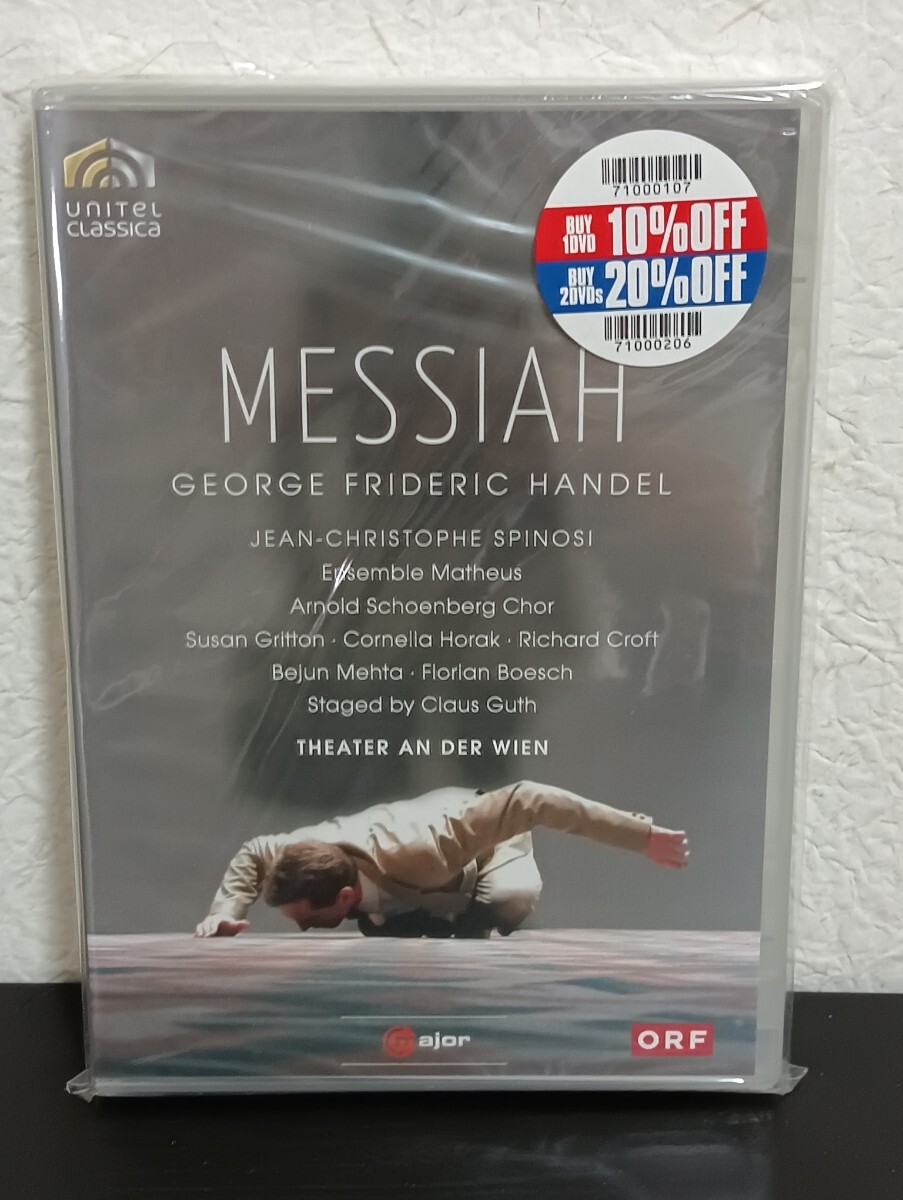 UNITEL
CLASSICA
71000107
BUY 1DVD 10%OFF
BUY 2DVDs 20%OFF
71000206
MESSIAH
GEORGE FRIDERIC HANDEL
JEAN-CHRISTOPHE SPINOSI
Ensemble Matheus
Arnold Schoenberg Chor
Susan Gritton · Cornelia Horak · Richard Croft
Bejun Mehta · Florian Boesch
Staged by Claus Guth
THEATER AN DER WIEN
major
ORF